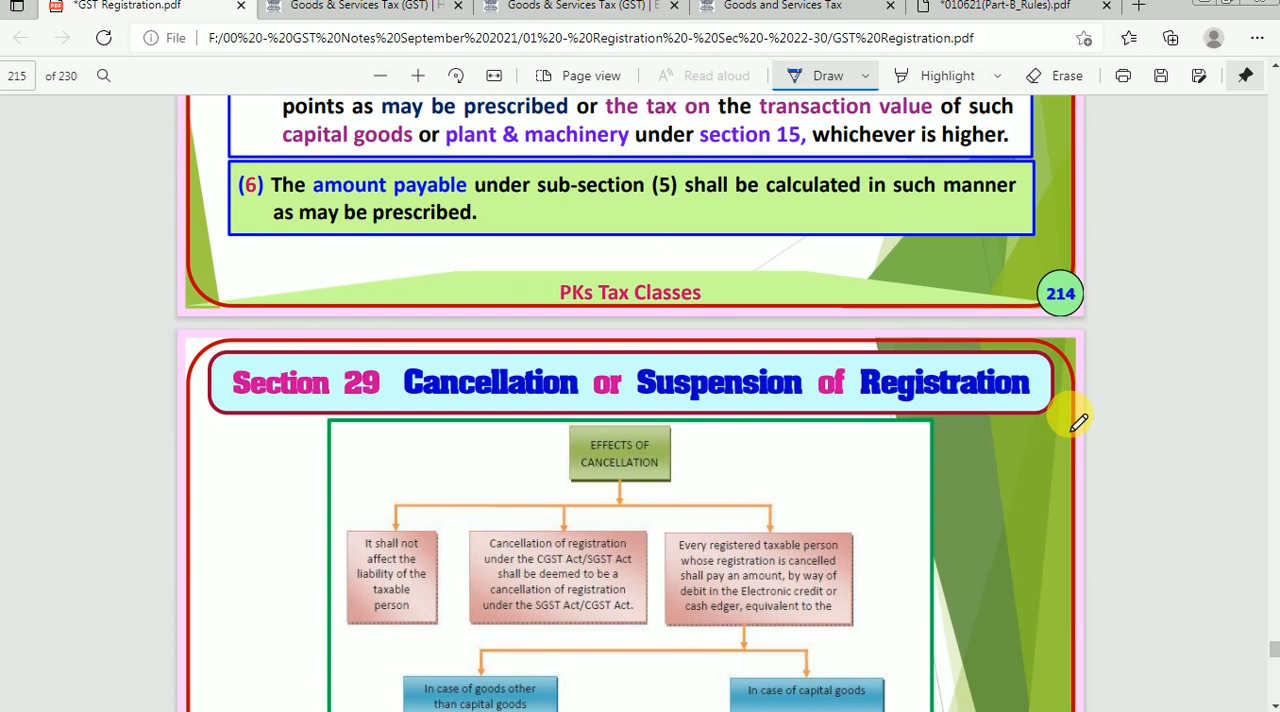 *GST Registration.pdf
Goods & Services Tax (GST) | H
Goods & Services Tax (GST) | E
Goods and Services Tax
*010621(Part-B_Rules).pdf
File
F:/00%20-%20GST%20Notes%20September%202021/01%20-%20Registration%20-%20Sec%20-%2022-30/GST%20Registration.pdf
215 of 230
Page view
Read aloud
Draw
Highlight
Erase
points as may be prescribed or the tax on the transaction value of such
capital goods or plant & machinery under section 15, whichever is higher.
(6) The amount payable under sub-section (5) shall be calculated in such manner
as may be prescribed.
PKs Tax Classes
214
Section 29 Cancellation or Suspension of Registration
EFFECTS OF
CANCELLATION
It shall not
affect the
liability of the
taxable
person
Cancellation of registration
under the CGST Act/SGST Act
shall be deemed to be a
cancellation of registration
under the SGST Act/CGST Act.
Every registered taxable person
whose registration is cancelled
shall pay an amount, by way of
debit in the Electronic credit or
cash edger, equivalent to the
In case of goods other
than capital goods
In case of capital goods